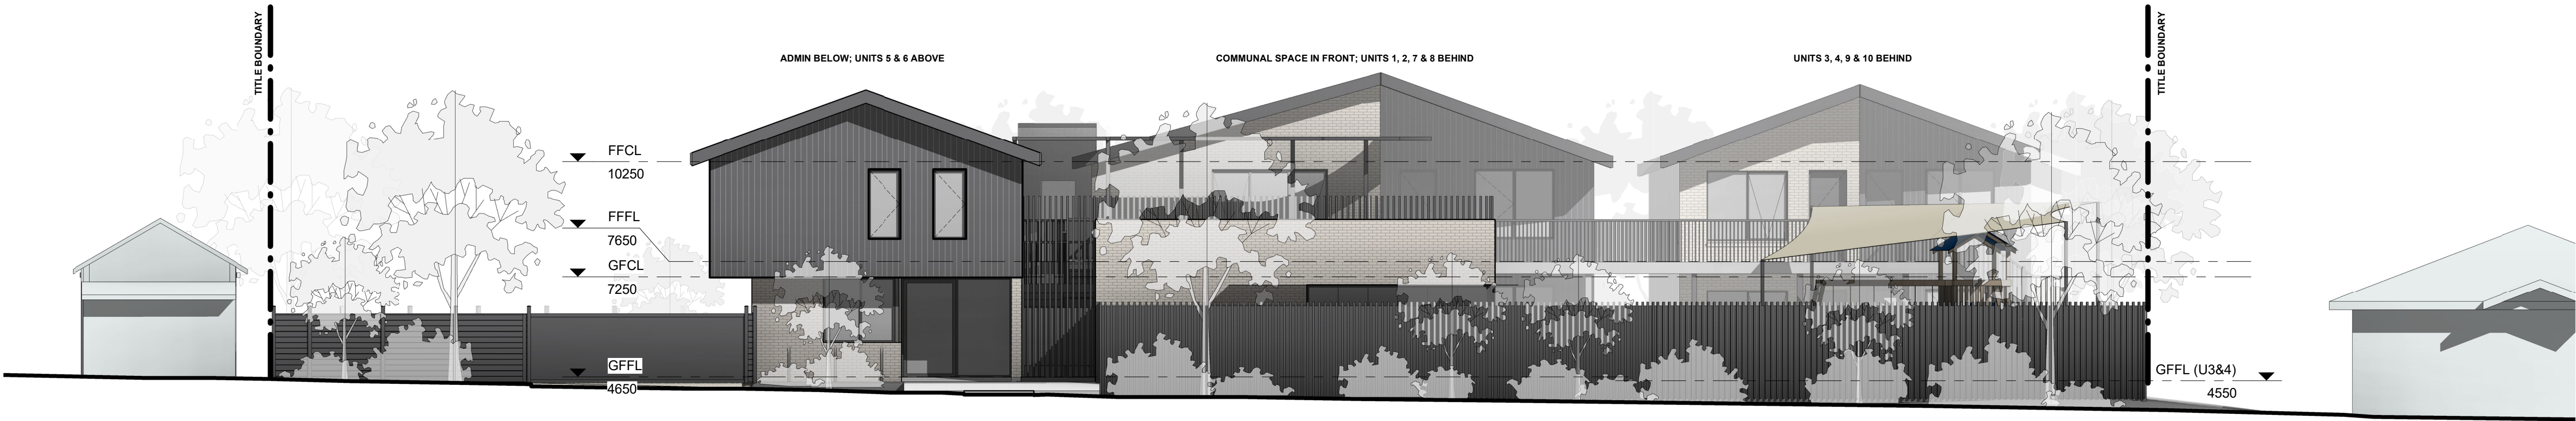 TITLE BOUNDARY
ADMIN BELOW; UNITS 5 & 6 ABOVE
COMMUNAL SPACE IN FRONT; UNITS 1, 2, 7 & 8 BEHIND
UNITS 3, 4, 9 & 10 BEHIND
TITLE BOUNDARY
FFCL
10250
FFFL
7650
GFCL
7250
GFFL
4650
GFFL (U3&4)
4550